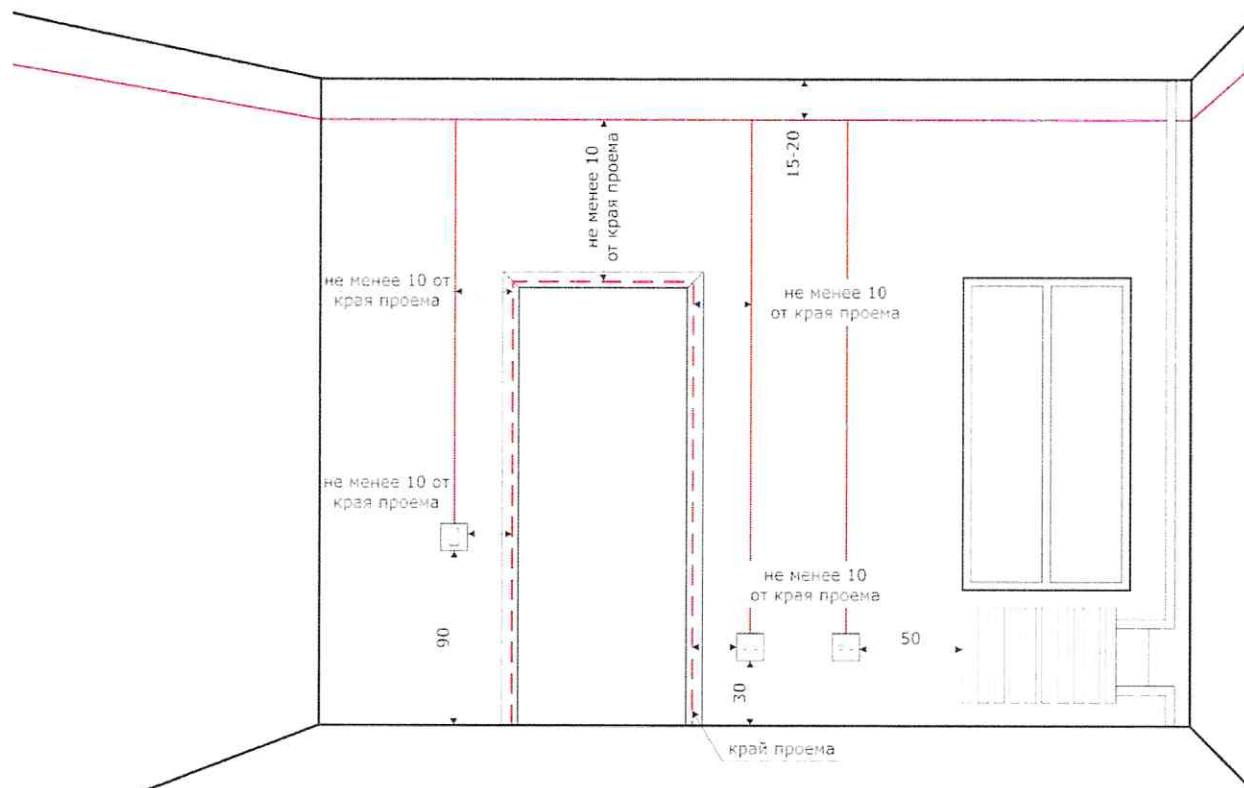 не менее 10
от края проема
15-20
не менее 10 от
края проема
не менее 10
от края проема
не менее 10 от
края проема
не менее 10
от края проема
90
30
50
край проема